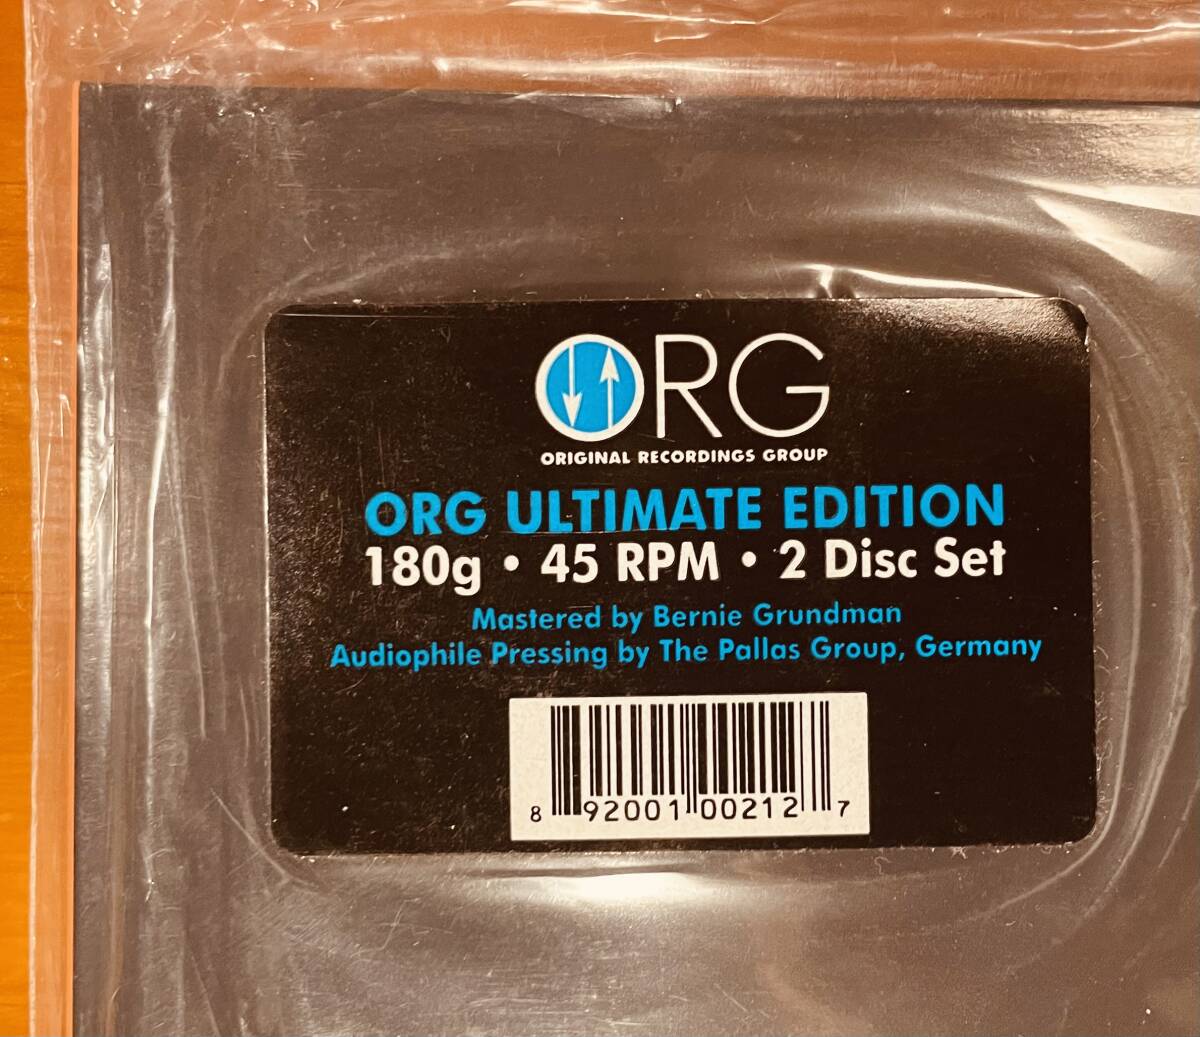 ORG
ORIGINAL RECORDINGS GROUP
ORG ULTIMATE EDITION
180g • 45 RPM • 2 Disc Set
Mastered by Bernie Grundman
Audiophile Pressing by The Pallas Group, Germany
8 92001 00212 7